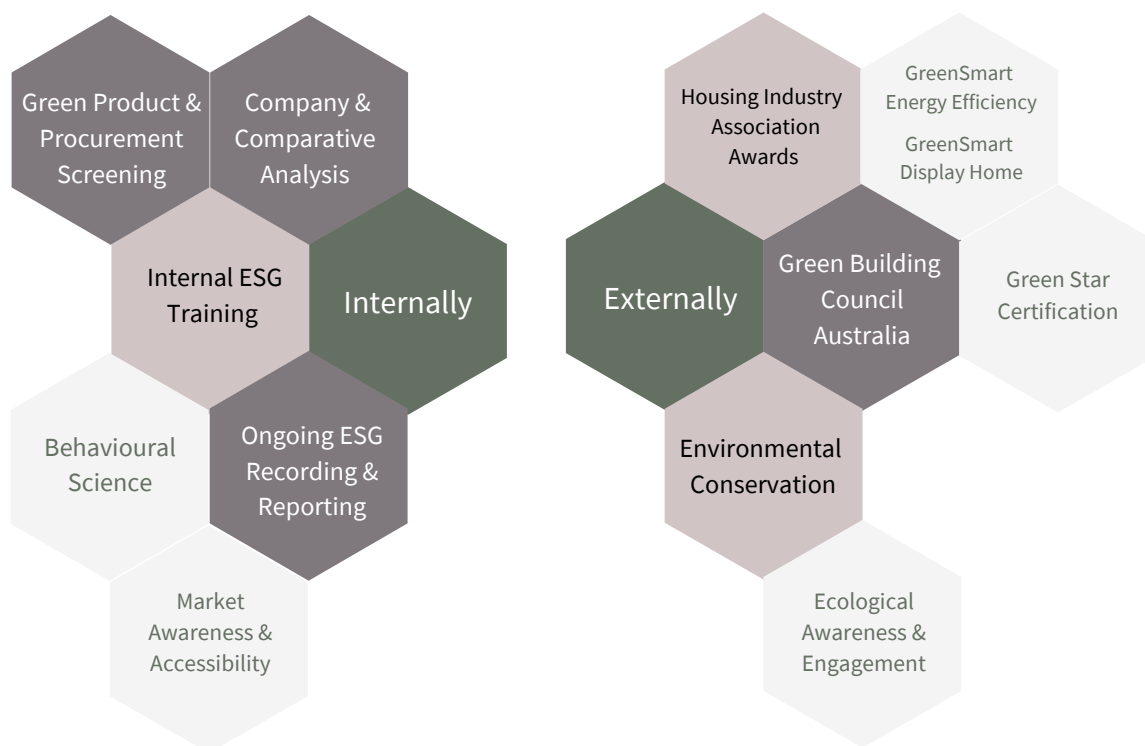 Green Product &
Procurement
Screening
Company &
Comparative
Analysis
Internal ESG
Training
Internally
Behavioural
Science
Ongoing ESG
Recording &
Reporting
Market
Awareness &
Accessibility
Housing Industry
Association
Awards
GreenSmart
Energy Efficiency
GreenSmart
Display Home
Externally
Green Building
Council
Australia
Green Star
Certification
Environmental
Conservation
Ecological
Awareness &
Engagement